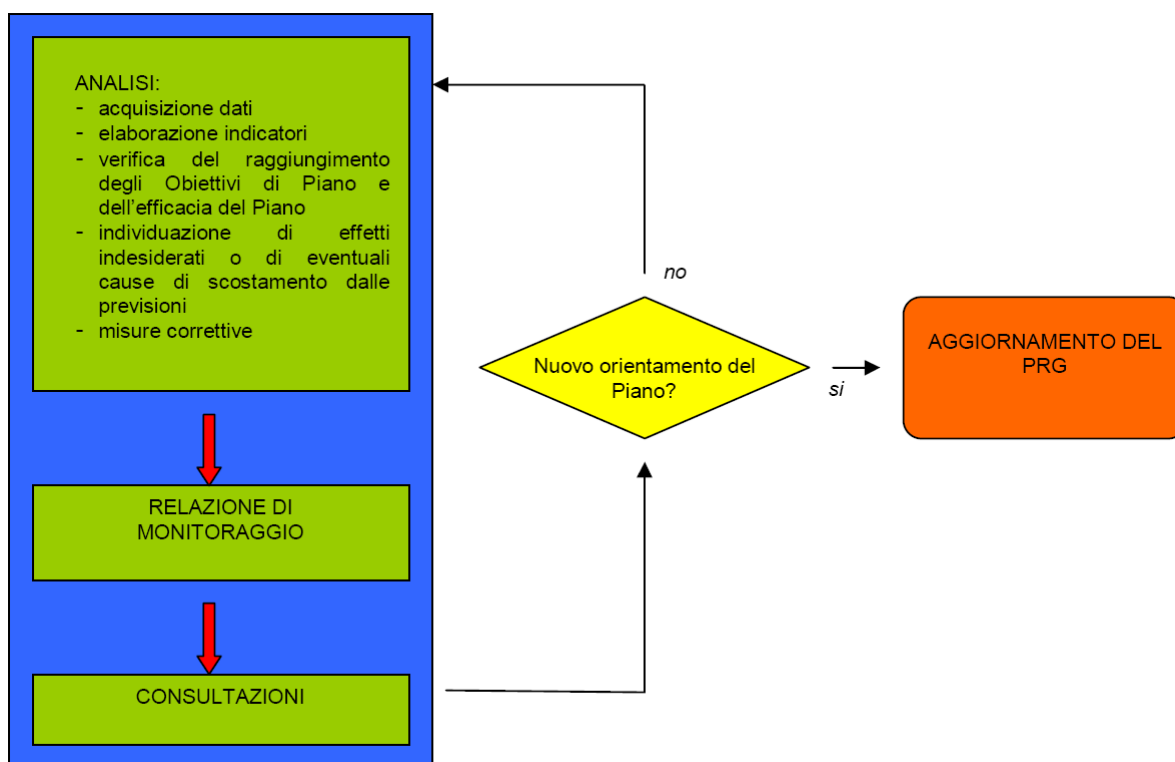 ANALISI:
- acquisizione dati
- elaborazione indicatori
- verifica del raggiungimento
degli Obiettivi di Piano e
dell'efficacia del Piano
- individuazione di effetti
indesiderati o di eventuali
cause di scostamento dalle
previsioni
- misure correttive
RELAZIONE DI
MONITORAGGIO
CONSULTAZIONI
no
Nuovo orientamento del
Piano?
si
AGGIORNAMENTO DEL
PRG